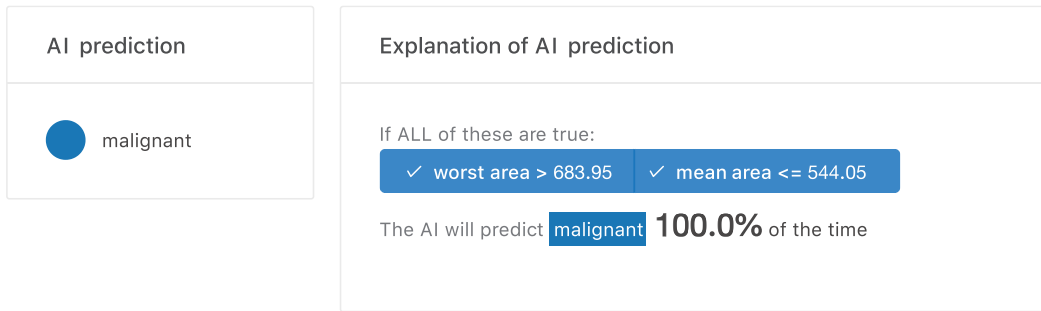 AI prediction
malignant
Explanation of AI prediction
If ALL of these are true:
✓ worst area > 683.95 ✓ mean area <= 544.05
The AI will predict malignant 100.0% of the time